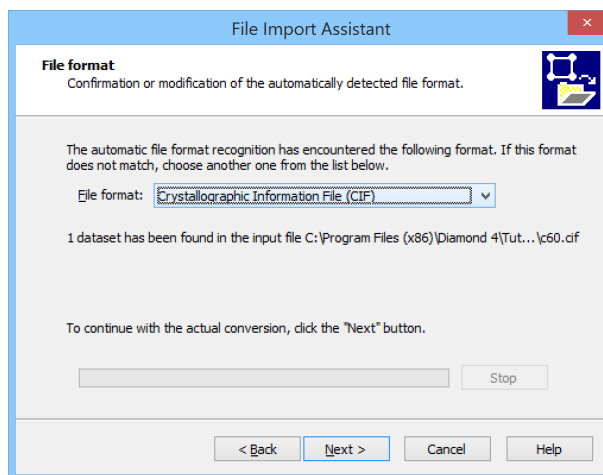 File Import Assistant
File format
Confirmation or modification of the automatically detected file format.
The automatic file format recognition has encountered the following format. If this format
does not match, choose another one from the list below.
File format: Crystallographic Information File (CIF)
1 dataset has been found in the input file C:\Program Files (x86)\Diamond 4\Tut...\c60.cif
To continue with the actual conversion, click the "Next" button.
Stop
< Back Next > Cancel Help